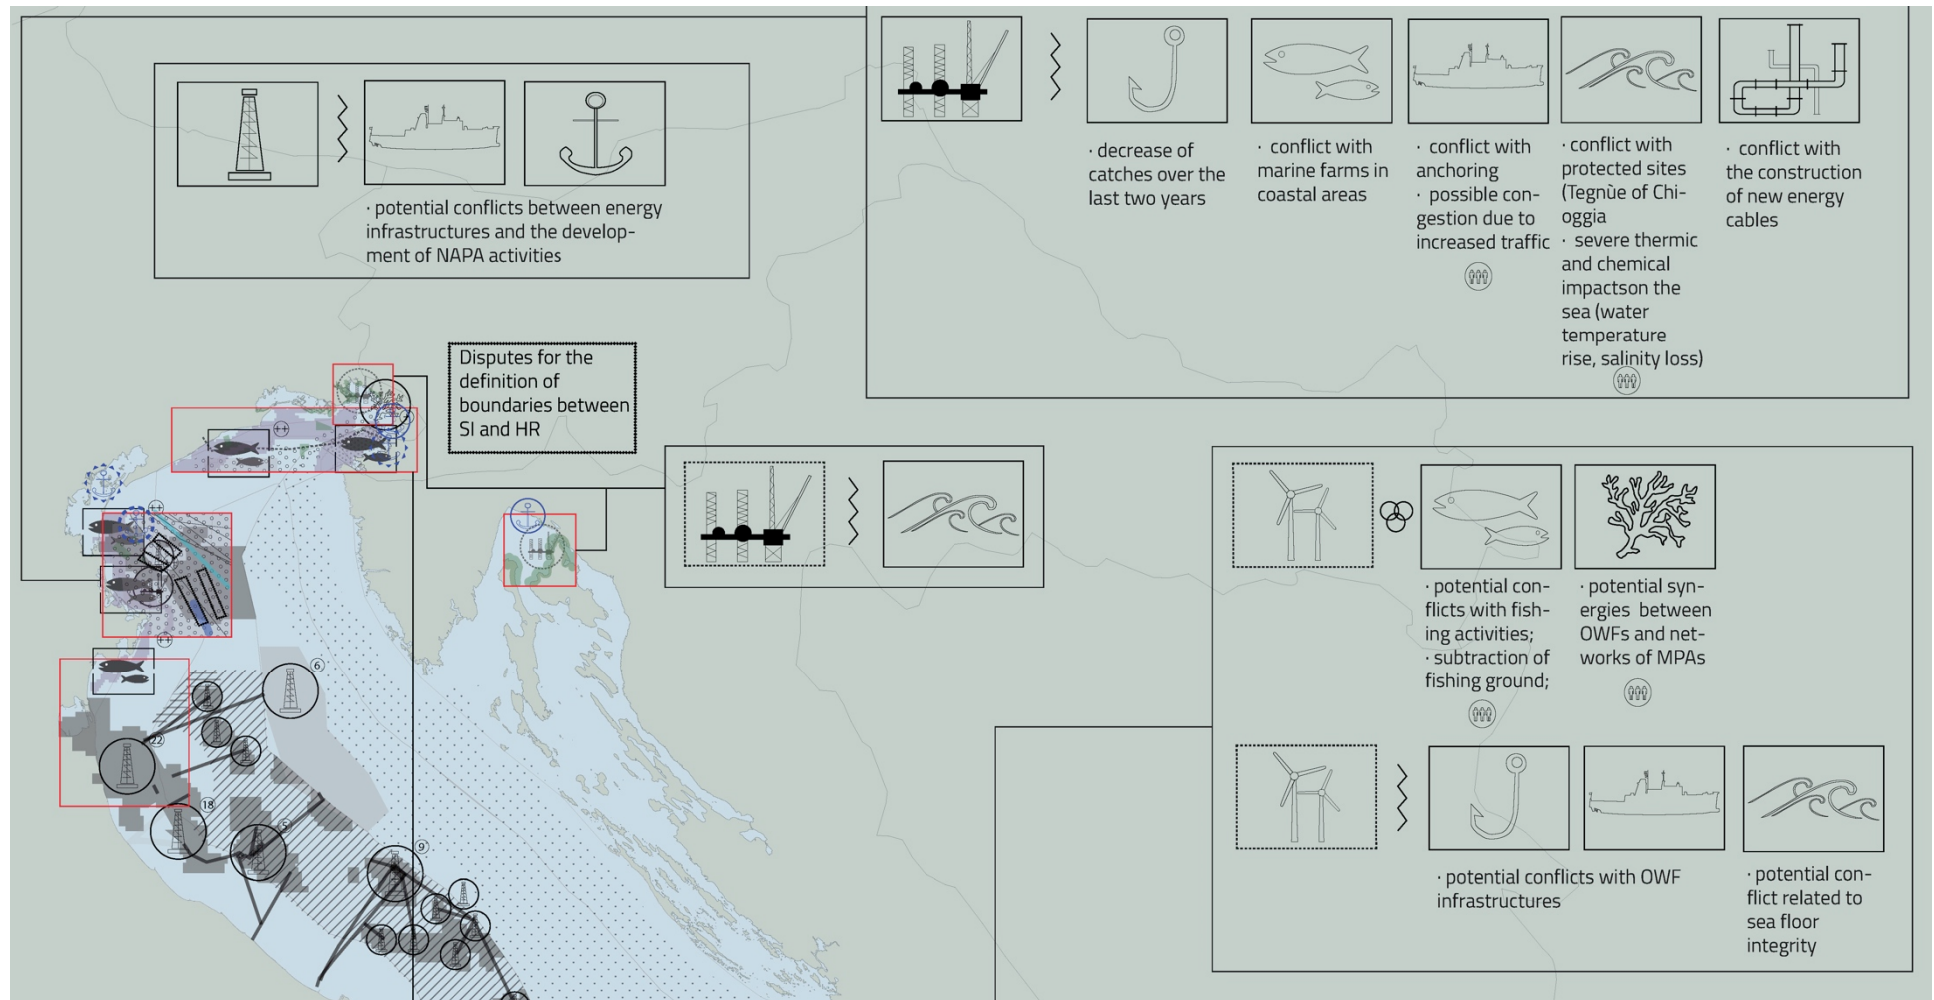 · potential conflicts between energy
infrastructures and the develop-
ment of NAPA activities
· decrease of
catches over the
last two years
· conflict with
marine farms in
coastal areas
· conflict with
anchoring
· possible con-
gestion due to
increased traffic
· conflict with
protected sites
(Tegnùe of Chi-
oggia
· severe thermic
and chemical
impactson the
sea (water
temperature
rise, salinity loss)
· conflict with
the construction
of new energy
cables
Disputes for the
definition of
boundaries between
SI and HR
· potential con-
flicts with fish-
ing activities;
· subtraction of
fishing ground;
· potential syn-
ergies between
OWFs and net-
works of MPAs
· potential conflicts with OWF
infrastructures
· potential con-
flict related to
sea floor
integrity
6
22
18
5
9